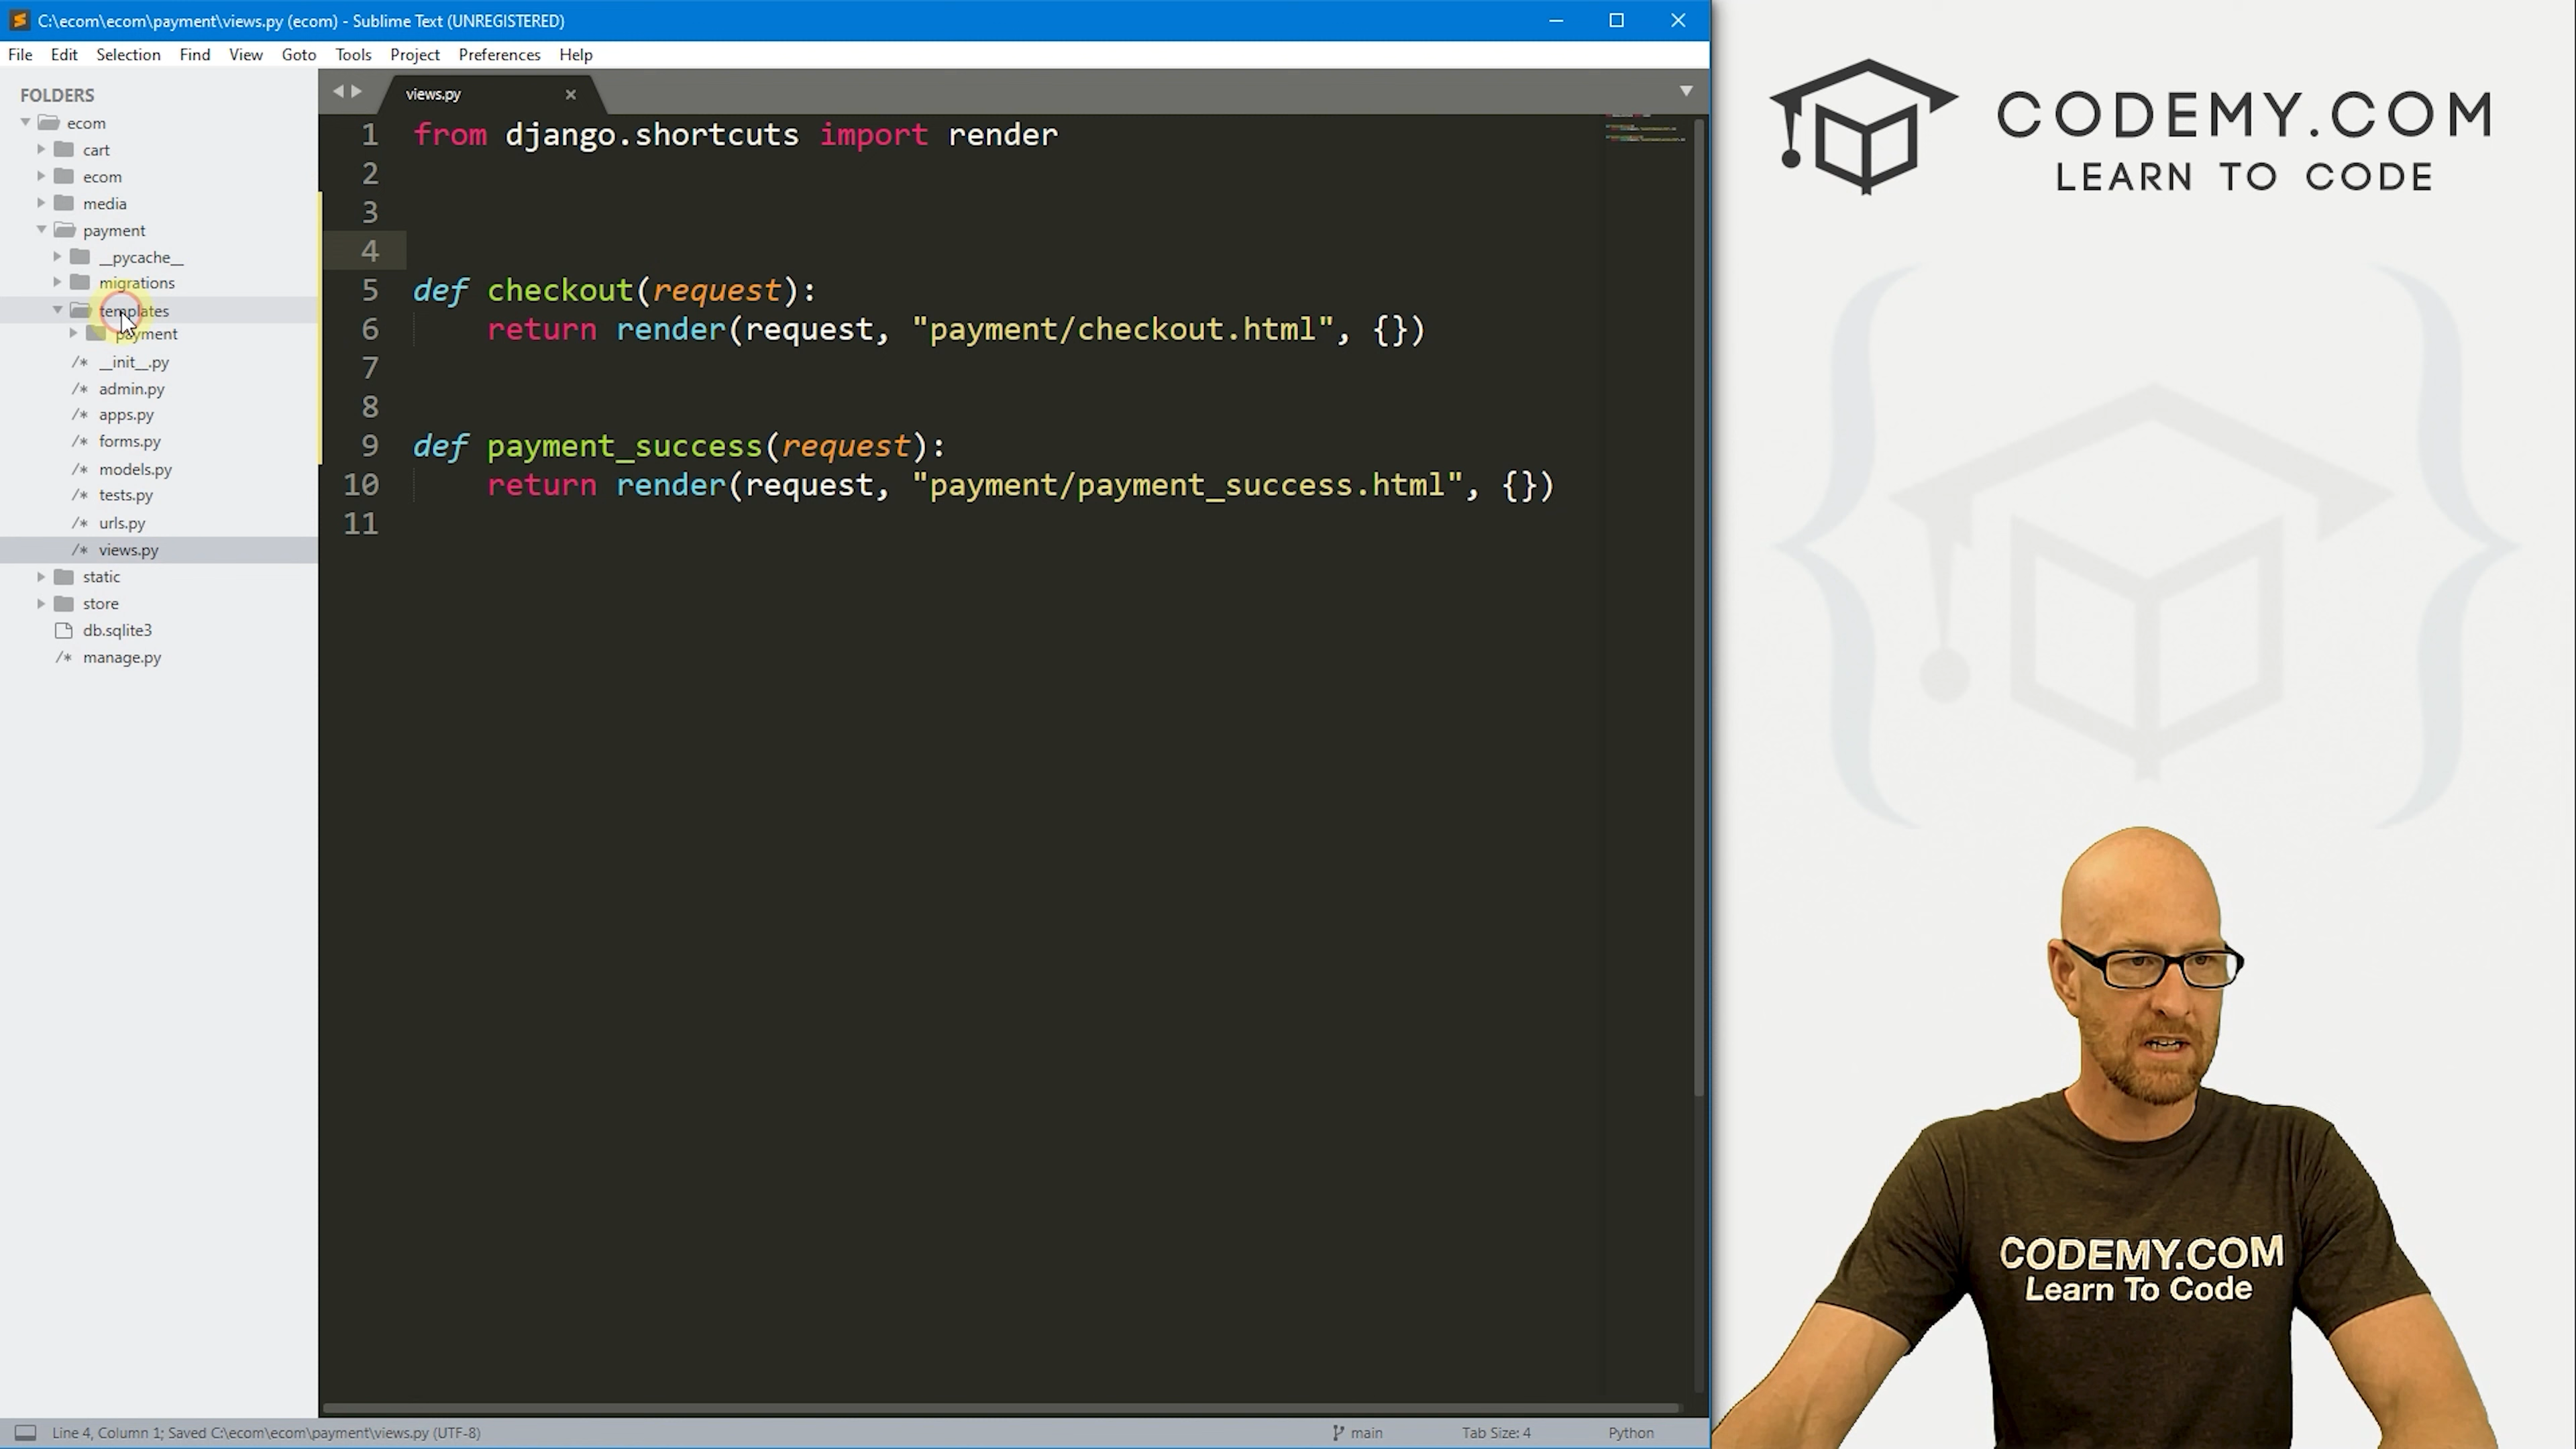 C:\ecom\ecom\payment\views.py (ecom) - Sublime Text (UNREGISTERED)
File Edit Selection Find View Goto Tools Project Preferences Help
FOLDERS
ecom
cart
ecom
media
payment
__pycache__
migrations
templates
payment
__init__.py
admin.py
apps.py
forms.py
models.py
tests.py
urls.py
views.py
static
store
db.sqlite3
manage.py
views.py
1 from django.shortcuts import render
2
3
4
5 def checkout(request):
6 return render(request, "payment/checkout.html", {})
7
8
9 def payment_success(request):
10 return render(request, "payment/payment_success.html", {})
11
Line 4, Column 1; Saved C:\ecom\ecom\payment\views.py (UTF-8)
main
Tab Size: 4
Python
CODEMY.COM
LEARN TO CODE
CODEMY.COM
Learn To Code